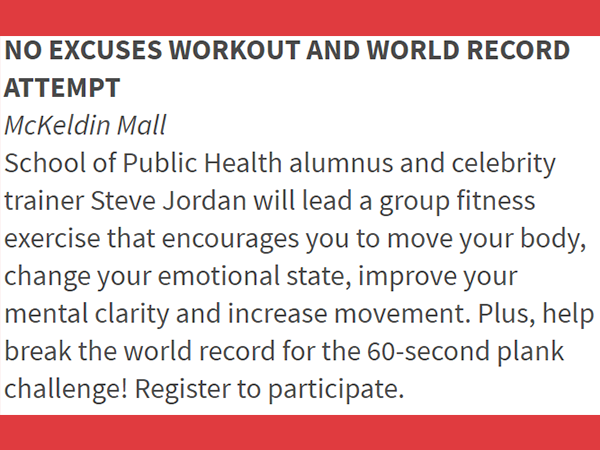 NO EXCUSES WORKOUT AND WORLD RECORD
ATTEMPT
McKeldin Mall
School of Public Health alumnus and celebrity
trainer Steve Jordan will lead a group fitness
exercise that encourages you to move your body,
change your emotional state, improve your
mental clarity and increase movement. Plus, help
break the world record for the 60-second plank
challenge! Register to participate.